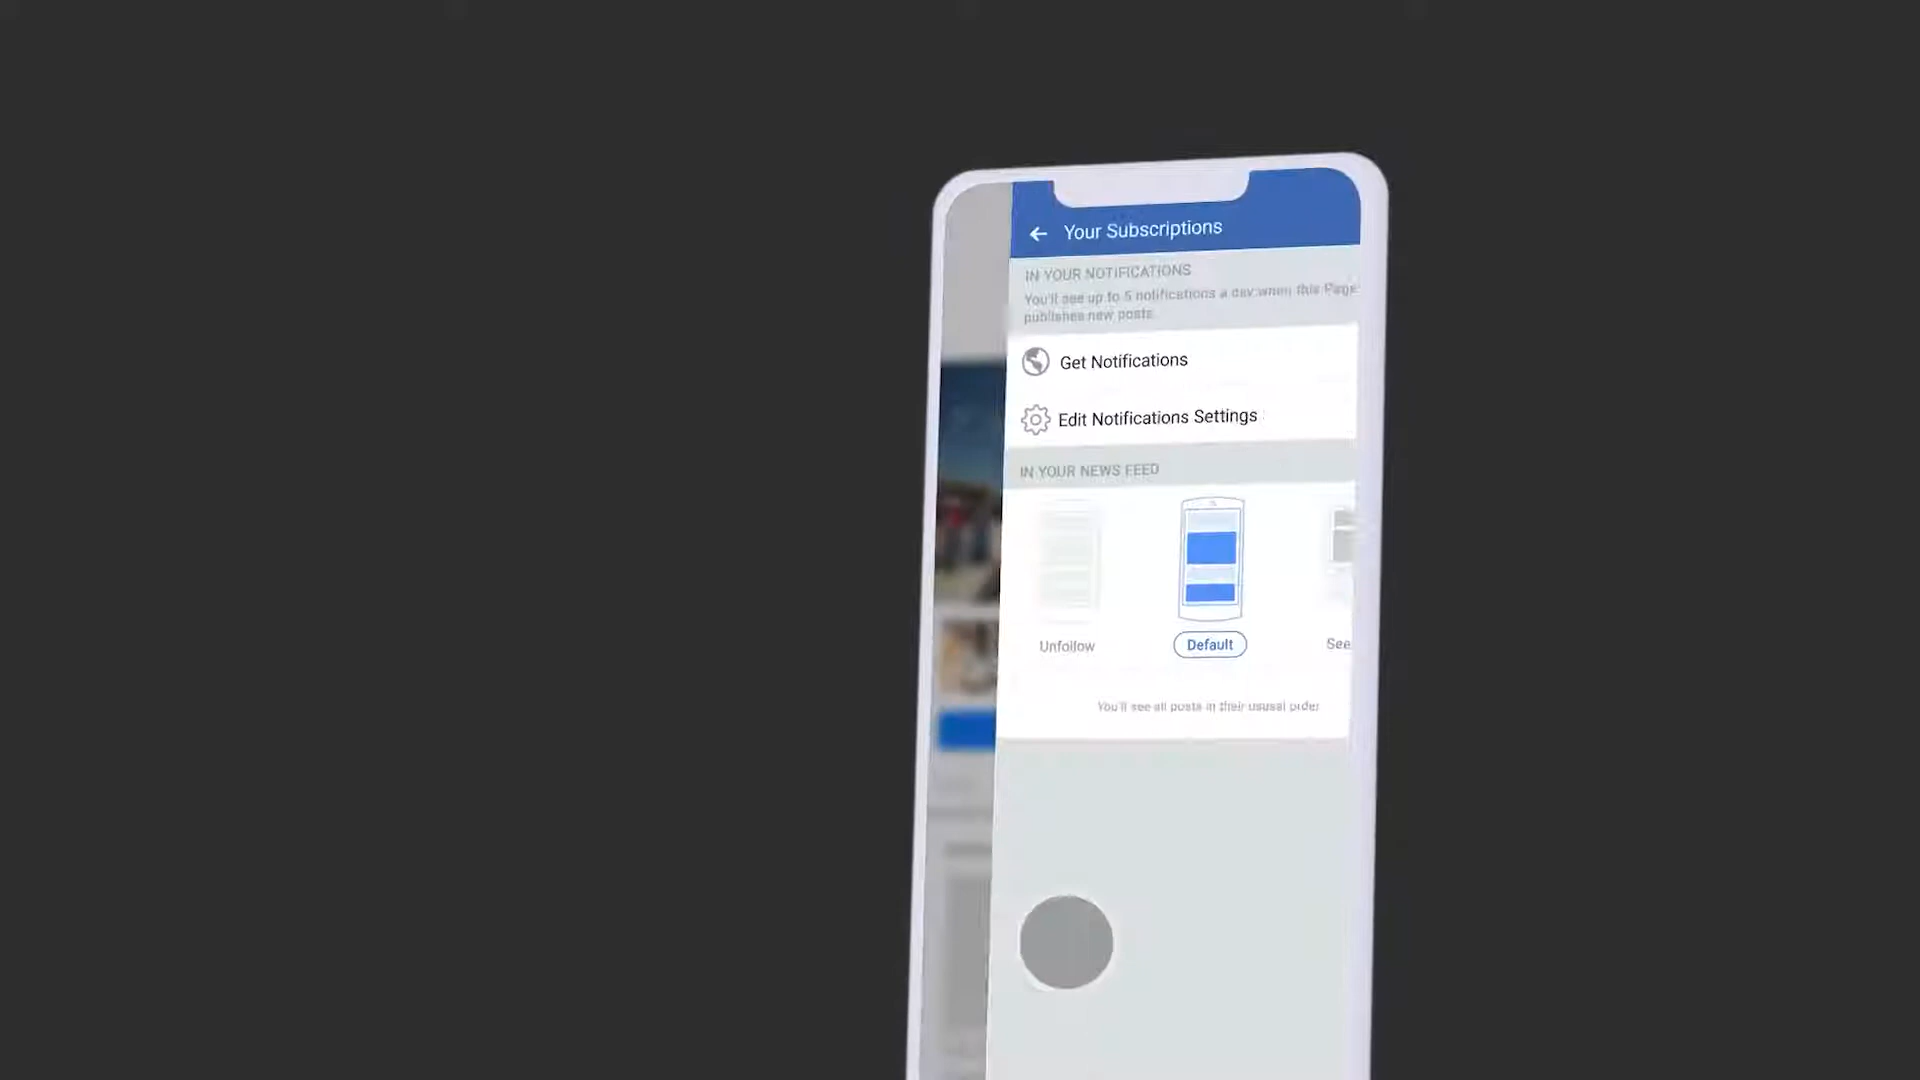 Your Subscriptions
IN YOUR NOTIFICATIONS
You'll see up to 5 notifications a day when this Page
publishes new posts.
Get Notifications
Edit Notifications Settings
IN YOUR NEWS FEED
Unfollow
Default
See
You'll see all posts in their ususal order